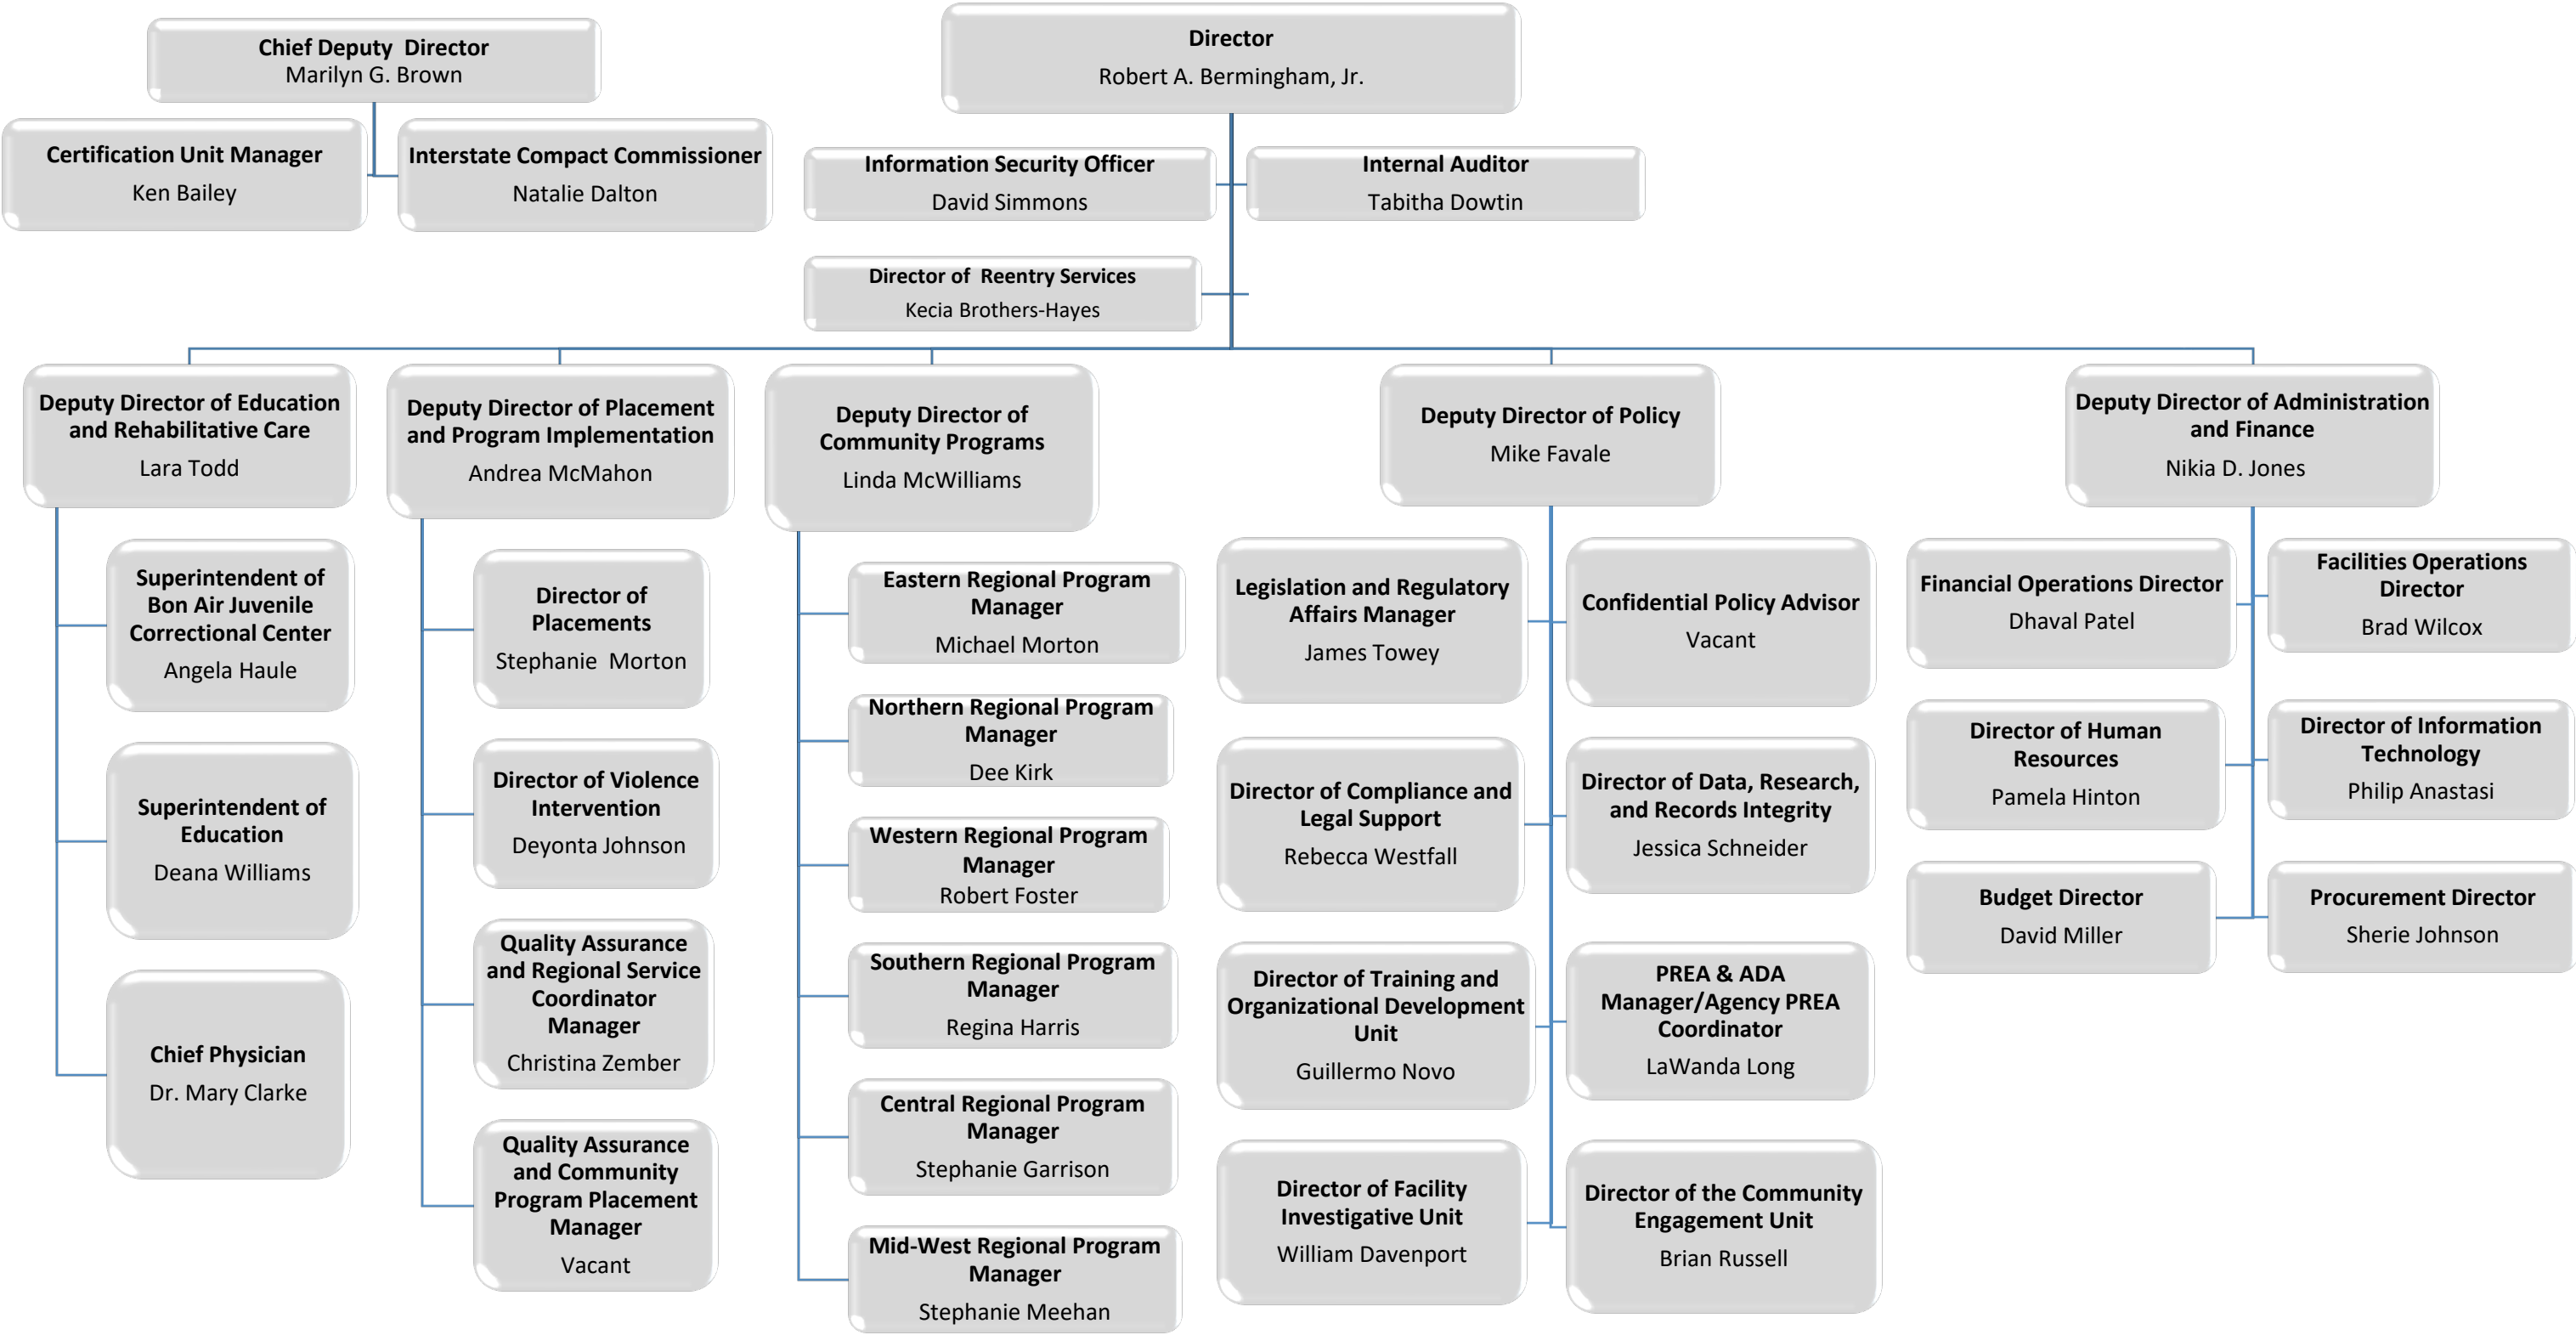 Chief Deputy  Director
Marilyn G. Brown
Director
Robert A. Bermingham, Jr.
Certification Unit Manager
Ken Bailey
Interstate Compact Commissioner
Natalie Dalton
Information Security Officer
David Simmons
Internal Auditor
Tabitha Dowtin
Director of  Reentry Services
Kecia Brothers-Hayes
Deputy Director of Education
and Rehabilitative Care
Lara Todd
Deputy Director of Placement
and Program Implementation
Andrea McMahon
Deputy Director of
Community Programs
Linda McWilliams
Deputy Director of Policy
Mike Favale
Deputy Director of Administration
and Finance
Nikia D. Jones
Superintendent of
Bon Air Juvenile
Correctional Center
Angela Haule
Superintendent of
Education
Deana Williams
Chief Physician
Dr. Mary Clarke
Director of
Placements
Stephanie  Morton
Director of Violence
Intervention
Deyonta Johnson
Quality Assurance
and Regional Service
Coordinator
Manager
Christina Zember
Quality Assurance
and Community
Program Placement
Manager
Vacant
Eastern Regional Program
Manager
Michael Morton
Northern Regional Program
Manager
Dee Kirk
Western Regional Program
Manager
Robert Foster
Southern Regional Program
Manager
Regina Harris
Central Regional Program
Manager
Stephanie Garrison
Mid-West Regional Program
Manager
Stephanie Meehan
Legislation and Regulatory
Affairs Manager
James Towey
Confidential Policy Advisor
Vacant
Director of Compliance and
Legal Support
Rebecca Westfall
Director of Data, Research,
and Records Integrity
Jessica Schneider
Director of Training and
Organizational Development
Unit
Guillermo Novo
PREA & ADA
Manager/Agency PREA
Coordinator
LaWanda Long
Director of Facility
Investigative Unit
William Davenport
Director of the Community
Engagement Unit
Brian Russell
Financial Operations Director
Dhaval Patel
Facilities Operations
Director
Brad Wilcox
Director of Human
Resources
Pamela Hinton
Director of Information
Technology
Philip Anastasi
Budget Director
David Miller
Procurement Director
Sherie Johnson